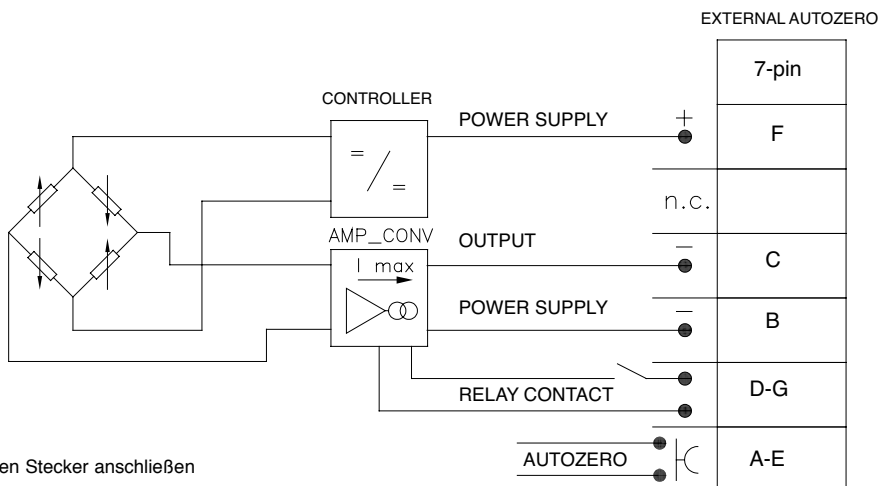 EXTERNAL AUTOZERO
7-pin
CONTROLLER
POWER SUPPLY + F
= / =
n.c.
AMP_CONV
OUTPUT − C
I max
POWER SUPPLY − B
RELAY CONTACT D-G
AUTOZERO A-E
en Stecker anschließen